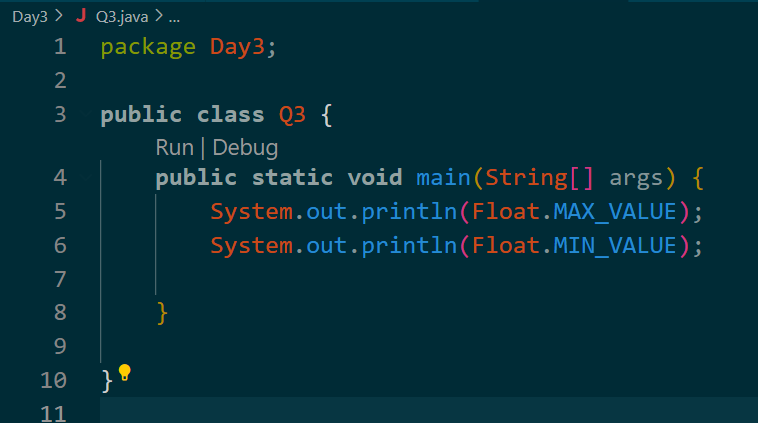 Day3 > J Q3.java > ...
1 package Day3;
2
3 public class Q3 {
Run | Debug
4 public static void main(String[] args) {
5 System.out.println(Float.MAX_VALUE);
6 System.out.println(Float.MIN_VALUE);
7
8 }
9
10 }
11